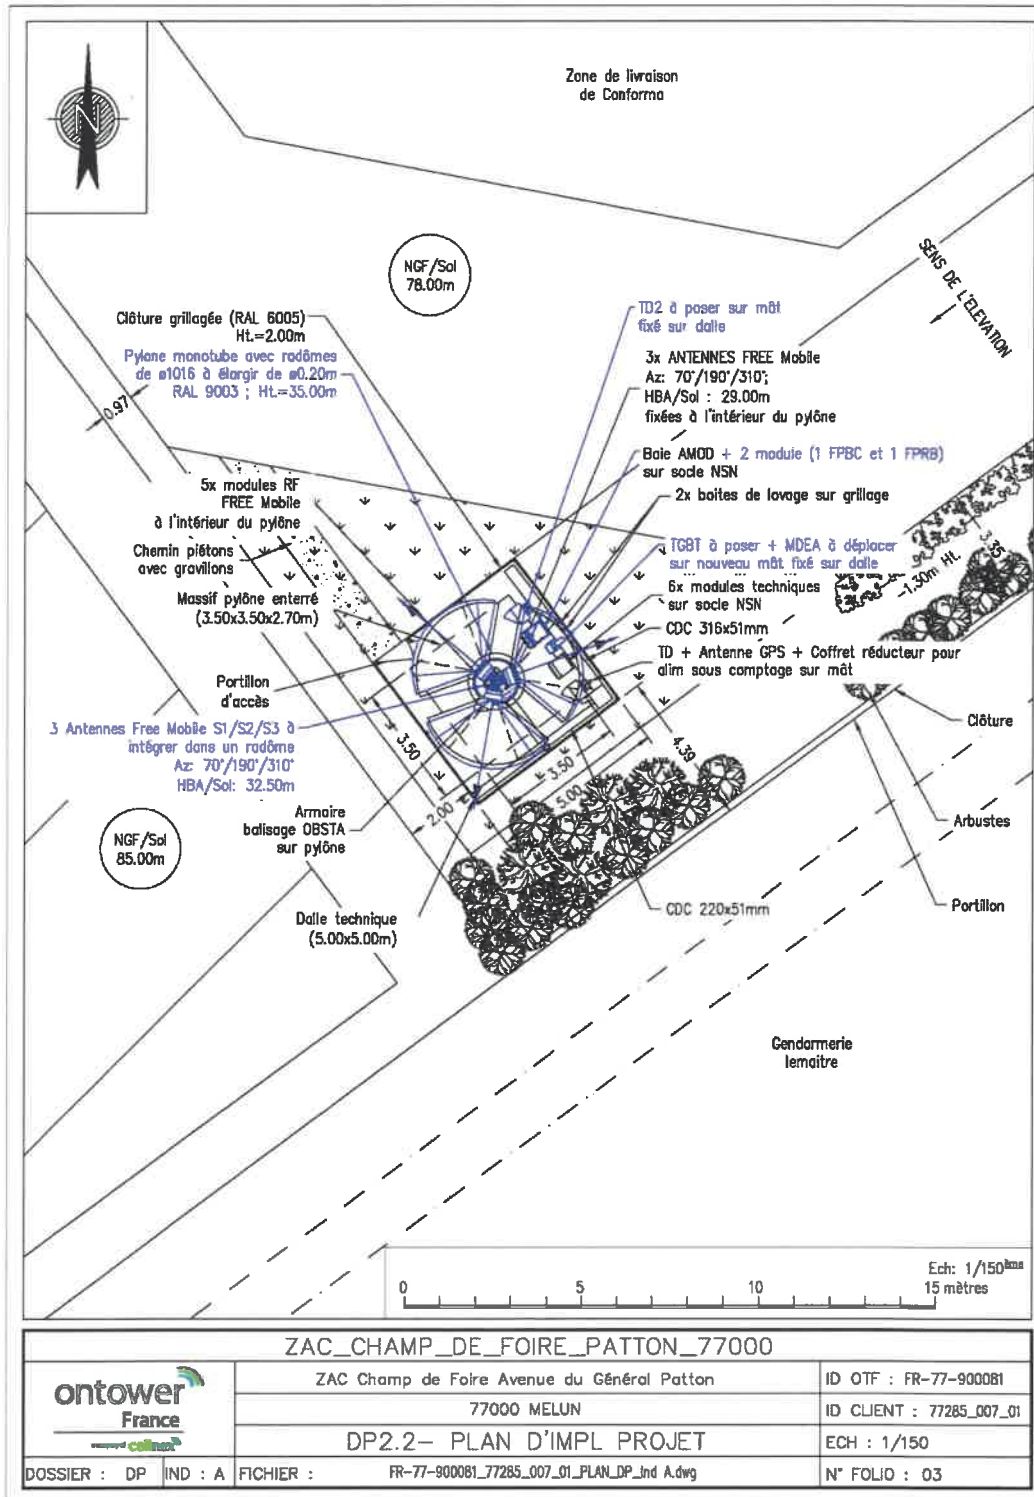 N
Zone de livraison
de Conforma
NGF/Sol
78.00m
SENS DE L'ELEVATION
Clôture grillagée (RAL 6005)
Ht.=2.00m
Pylone monotube avec radômes
de ø1016 à élargir de ø0.20m
RAL 9003 ; Ht.=35.00m
0.97
TD2 à poser sur mât
fixé sur dalle
3x ANTENNES FREE Mobile
Az: 70°/190°/310°;
HBA/Sol : 29.00m
fixées à l'intérieur du pylône
Baie AMOD + 2 module (1 FPBC et 1 FPRB)
sur socle NSN
2x boites de lovage sur grillage
5x modules RF
FREE Mobile
à l'intérieur du pylône
Chemin piétons
avec gravillons
Massif pylône enterré
(3.50x3.50x2.70m)
TGBT à poser + MDEA à déplacer
sur nouveau mât fixé sur dalle
6x modules techniques
sur socle NSN
CDC 316x51mm
TD + Antenne GPS + Coffret réducteur pour
alim sous comptage sur mât
3.35
1.30m Ht.
Portillon
d'accès
3 Antennes Free Mobile S1/S2/S3 à
intégrer dans un radôme
Az: 70°/190°/310°
HBA/Sol: 32.50m
3.50
2.00
3.50
5.00
4.39
Clôture
Armoire
balisage OBSTA
sur pylône
NGF/Sol
85.00m
Arbustes
Dalle technique
(5.00x5.00m)
CDC 220x51mm
Portillon
Gendarmerie
lemaitre
Ech: 1/150ème
0 5 10 15 mètres
ZAC_CHAMP_DE_FOIRE_PATTON_77000
ontower
France
cellnex
ZAC Champ de Foire Avenue du Général Patton
ID OTF : FR-77-900081
77000 MELUN
ID CLIENT : 77285_007_01
DP2.2- PLAN D'IMPL PROJET
ECH : 1/150
DOSSIER : DP IND : A FICHIER : FR-77-900081_77285_007_01_PLAN_DP_Ind A.dwg N° FOLIO : 03